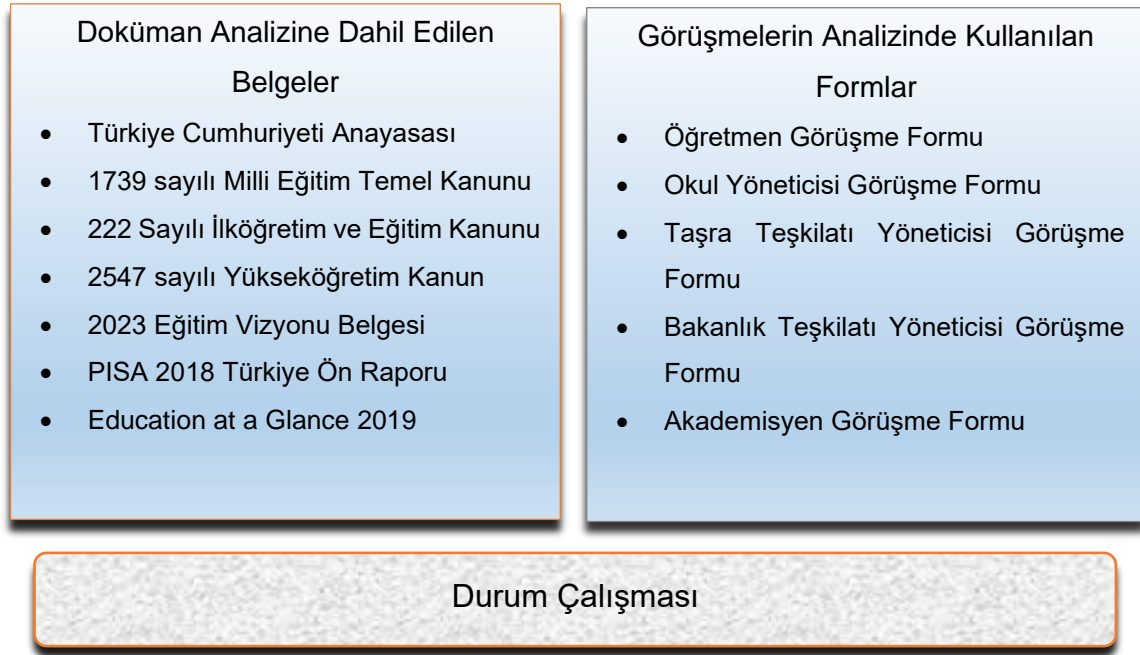 Doküman Analizine Dahil Edilen
Belgeler
• Türkiye Cumhuriyeti Anayasası
• 1739 sayılı Milli Eğitim Temel Kanunu
• 222 Sayılı İlköğretim ve Eğitim Kanunu
• 2547 sayılı Yükseköğretim Kanun
• 2023 Eğitim Vizyonu Belgesi
• PISA 2018 Türkiye Ön Raporu
• Education at a Glance 2019
Görüşmelerin Analizinde Kullanılan
Formlar
• Öğretmen Görüşme Formu
• Okul Yöneticisi Görüşme Formu
• Taşra Teşkilatı Yöneticisi Görüşme
Formu
• Bakanlık Teşkilatı Yöneticisi Görüşme
Formu
• Akademisyen Görüşme Formu
Durum Çalışması